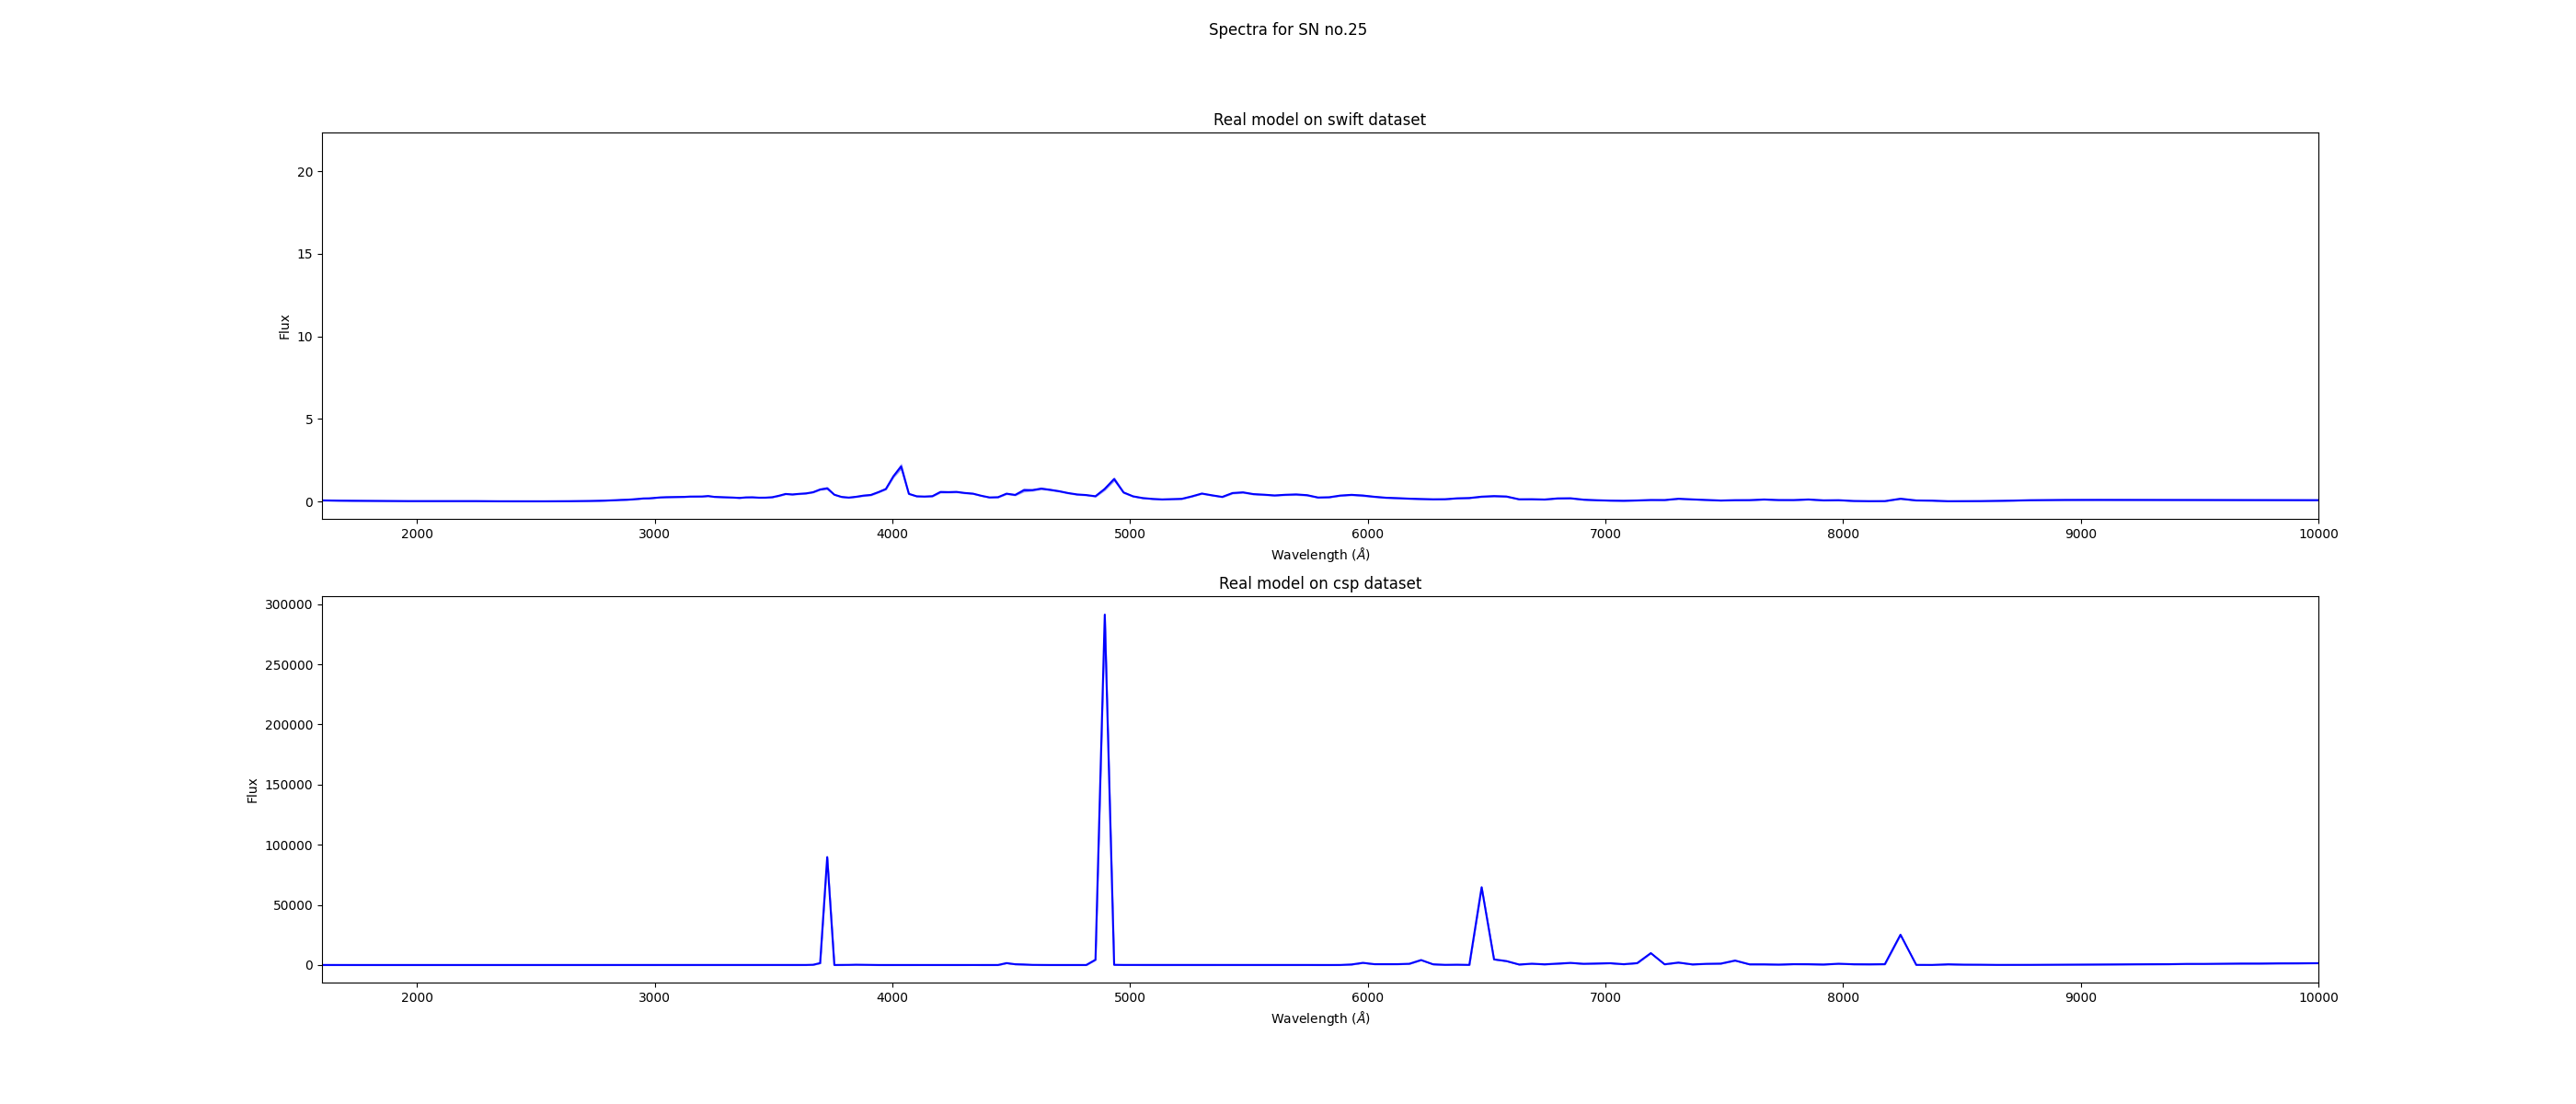 Spectra for SN no.25
Real model on swift dataset
20
15
10
5
0
Flux
2000 3000 4000 5000 6000 7000 8000 9000 10000
Wavelength (Å)
Real model on csp dataset
300000
250000
200000
150000
100000
50000
0
Flux
2000 3000 4000 5000 6000 7000 8000 9000 10000
Wavelength (Å)